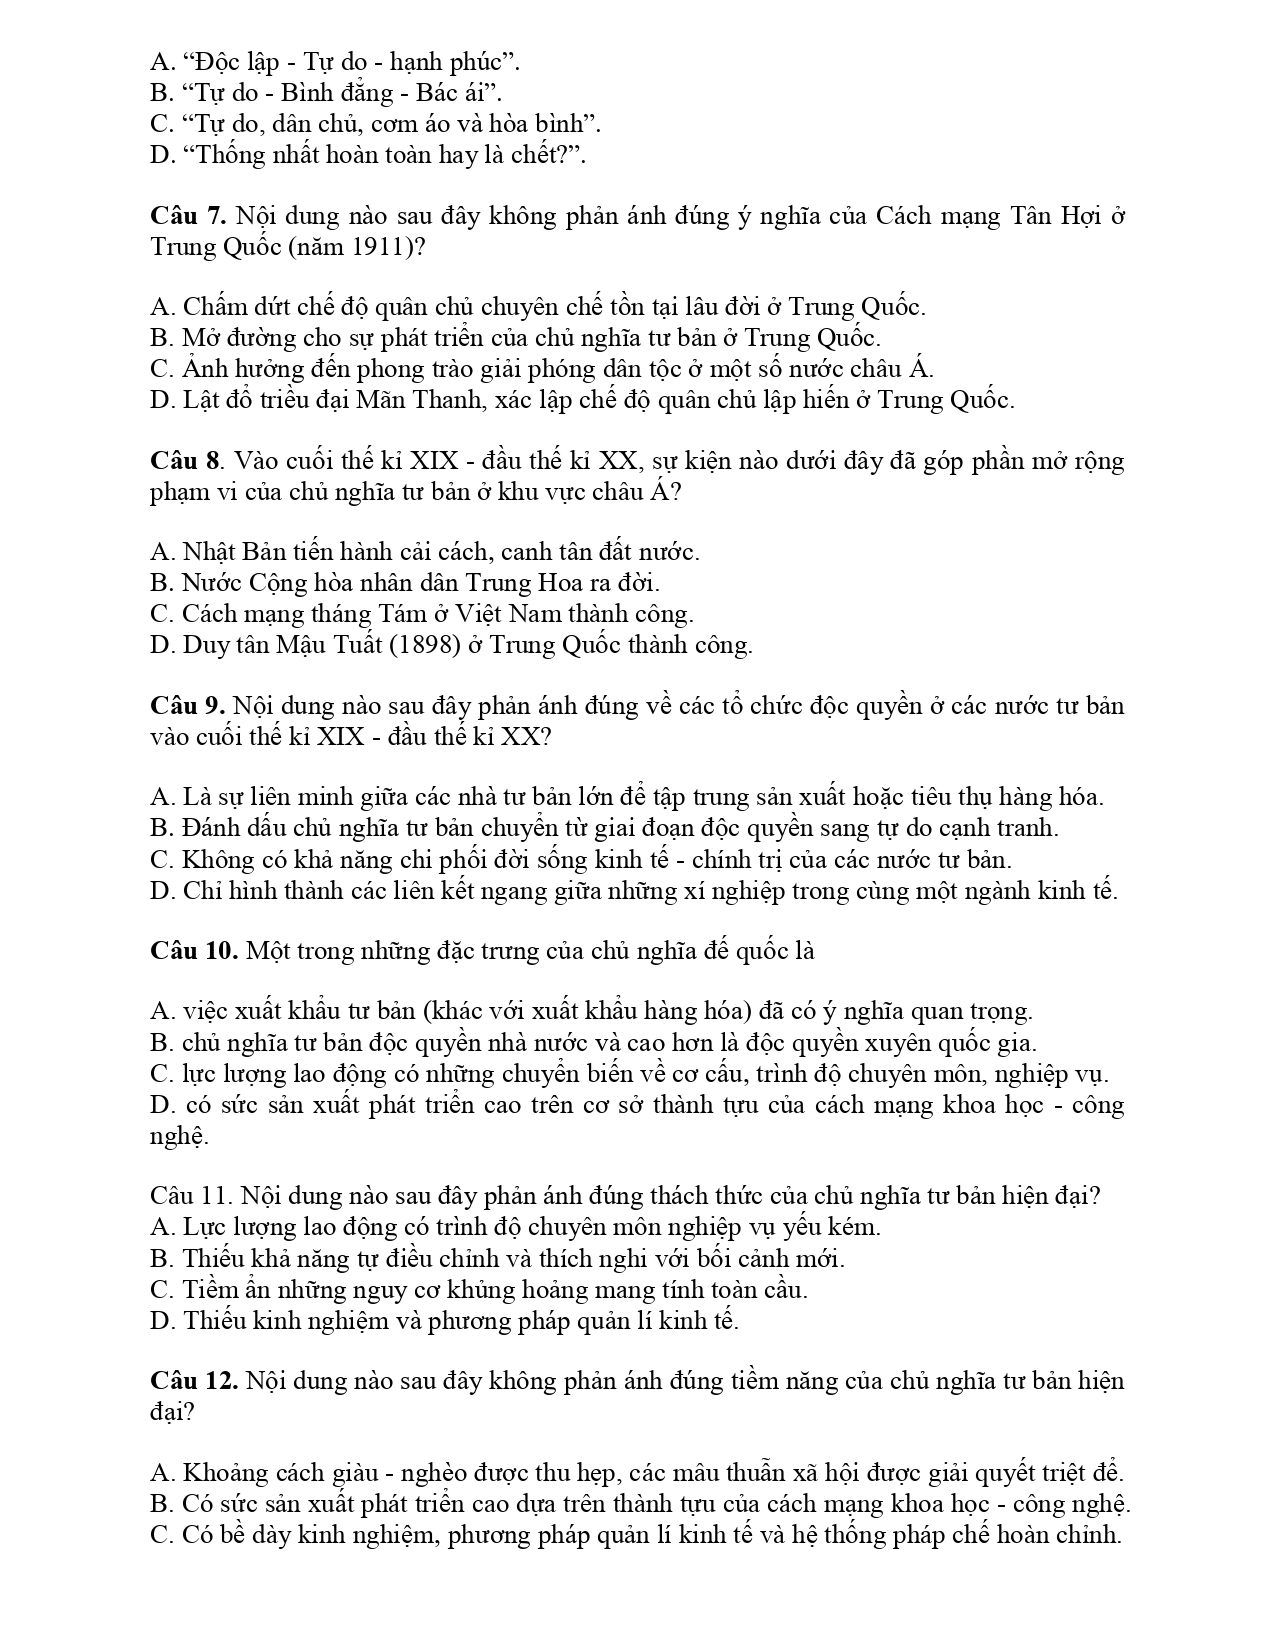 A. “Độc lập - Tự do - hạnh phúc”.
B. “Tự do - Bình đẳng - Bác ái”.
C. “Tự do, dân chủ, cơm áo và hòa bình”.
D. “Thống nhất hoàn toàn hay là chết?”.
Câu 7. Nội dung nào sau đây không phản ánh đúng ý nghĩa của Cách mạng Tân Hợi ở
Trung Quốc (năm 1911)?
A. Chấm dứt chế độ quân chủ chuyên chế tồn tại lâu đời ở Trung Quốc.
B. Mở đường cho sự phát triển của chủ nghĩa tư bản ở Trung Quốc.
C. Ảnh hưởng đến phong trào giải phóng dân tộc ở một số nước châu Á.
D. Lật đổ triều đại Mãn Thanh, xác lập chế độ quân chủ lập hiến ở Trung Quốc.
Câu 8. Vào cuối thế kỉ XIX - đầu thế kỉ XX, sự kiện nào dưới đây đã góp phần mở rộng
phạm vi của chủ nghĩa tư bản ở khu vực châu Á?
A. Nhật Bản tiến hành cải cách, canh tân đất nước.
B. Nước Cộng hòa nhân dân Trung Hoa ra đời.
C. Cách mạng tháng Tám ở Việt Nam thành công.
D. Duy tân Mậu Tuất (1898) ở Trung Quốc thành công.
Câu 9. Nội dung nào sau đây phản ánh đúng về các tổ chức độc quyền ở các nước tư bản
vào cuối thế kỉ XIX - đầu thế kỉ XX?
A. Là sự liên minh giữa các nhà tư bản lớn để tập trung sản xuất hoặc tiêu thụ hàng hóa.
B. Đánh dấu chủ nghĩa tư bản chuyển từ giai đoạn độc quyền sang tự do cạnh tranh.
C. Không có khả năng chi phối đời sống kinh tế - chính trị của các nước tư bản.
D. Chỉ hình thành các liên kết ngang giữa những xí nghiệp trong cùng một ngành kinh tế.
Câu 10. Một trong những đặc trưng của chủ nghĩa đế quốc là
A. việc xuất khẩu tư bản (khác với xuất khẩu hàng hóa) đã có ý nghĩa quan trọng.
B. chủ nghĩa tư bản độc quyền nhà nước và cao hơn là độc quyền xuyên quốc gia.
C. lực lượng lao động có những chuyển biến về cơ cấu, trình độ chuyên môn, nghiệp vụ.
D. có sức sản xuất phát triển cao trên cơ sở thành tựu của cách mạng khoa học - công
nghệ.
Câu 11. Nội dung nào sau đây phản ánh đúng thách thức của chủ nghĩa tư bản hiện đại?
A. Lực lượng lao động có trình độ chuyên môn nghiệp vụ yếu kém.
B. Thiếu khả năng tự điều chỉnh và thích nghi với bối cảnh mới.
C. Tiềm ẩn những nguy cơ khủng hoảng mang tính toàn cầu.
D. Thiếu kinh nghiệm và phương pháp quản lí kinh tế.
Câu 12. Nội dung nào sau đây không phản ánh đúng tiềm năng của chủ nghĩa tư bản hiện
đại?
A. Khoảng cách giàu - nghèo được thu hẹp, các mâu thuẫn xã hội được giải quyết triệt để.
B. Có sức sản xuất phát triển cao dựa trên thành tựu của cách mạng khoa học - công nghệ.
C. Có bề dày kinh nghiệm, phương pháp quản lí kinh tế và hệ thống pháp chế hoàn chỉnh.